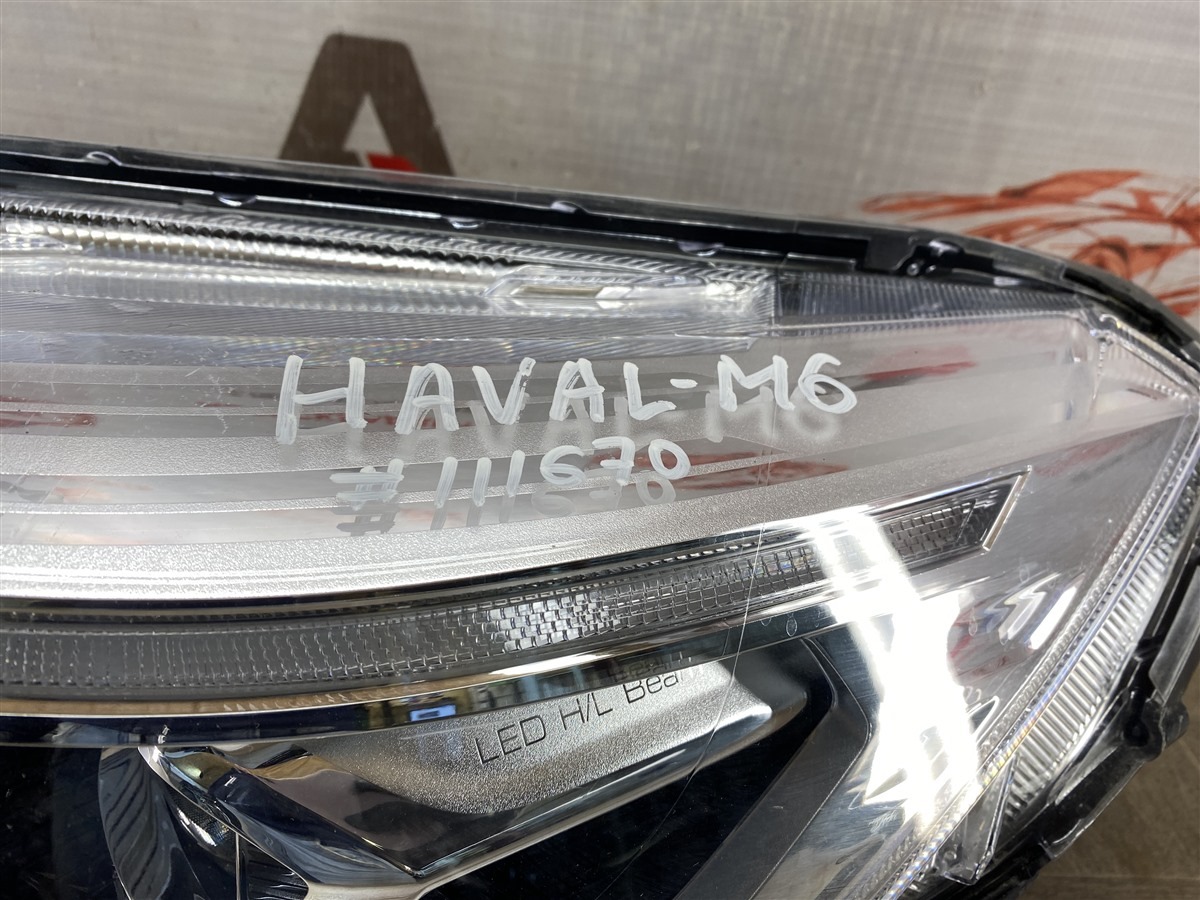 HAVAL-M6
#111670
LED H/L Beam